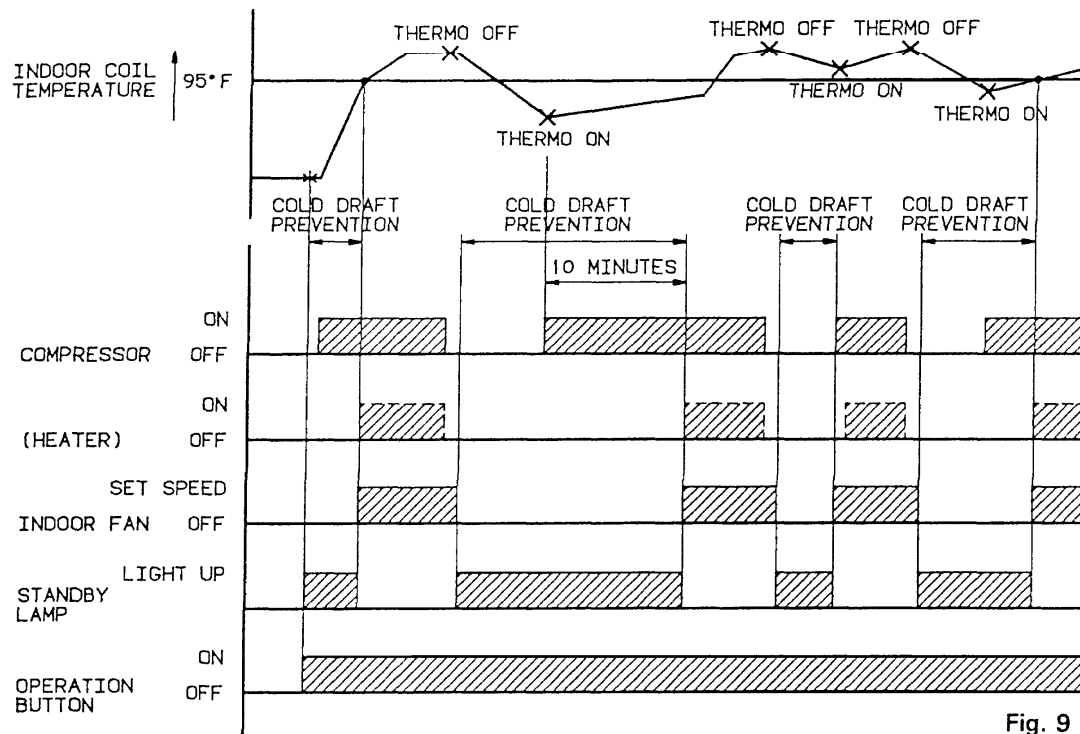 THERMO OFF
THERMO OFF THERMO OFF
INDOOR COIL
TEMPERATURE
95°F
THERMO ON
THERMO ON
THERMO ON
COLD DRAFT
PREVENTION
COLD DRAFT
PREVENTION
COLD DRAFT
PREVENTION
COLD DRAFT
PREVENTION
10 MINUTES
ON
COMPRESSOR OFF
ON
(HEATER) OFF
SET SPEED
INDOOR FAN OFF
LIGHT UP
STANDBY
LAMP
ON
OPERATION
BUTTON
OFF
Fig. 9